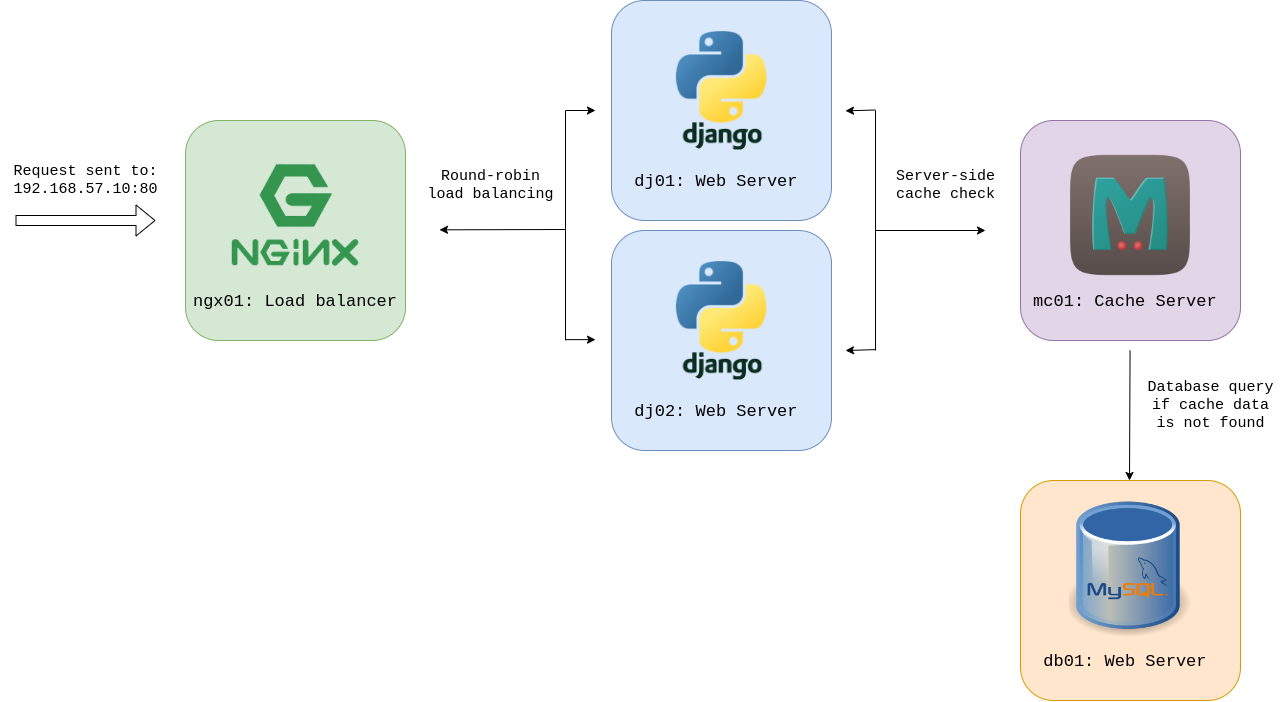 Request sent to:
192.168.57.10:80
NGiNX
ngx01: Load balancer
Round-robin
load balancing
django
dj01: Web Server
django
dj02: Web Server
Server-side
cache check
mc01: Cache Server
Database query
if cache data
is not found
MySQL
db01: Web Server